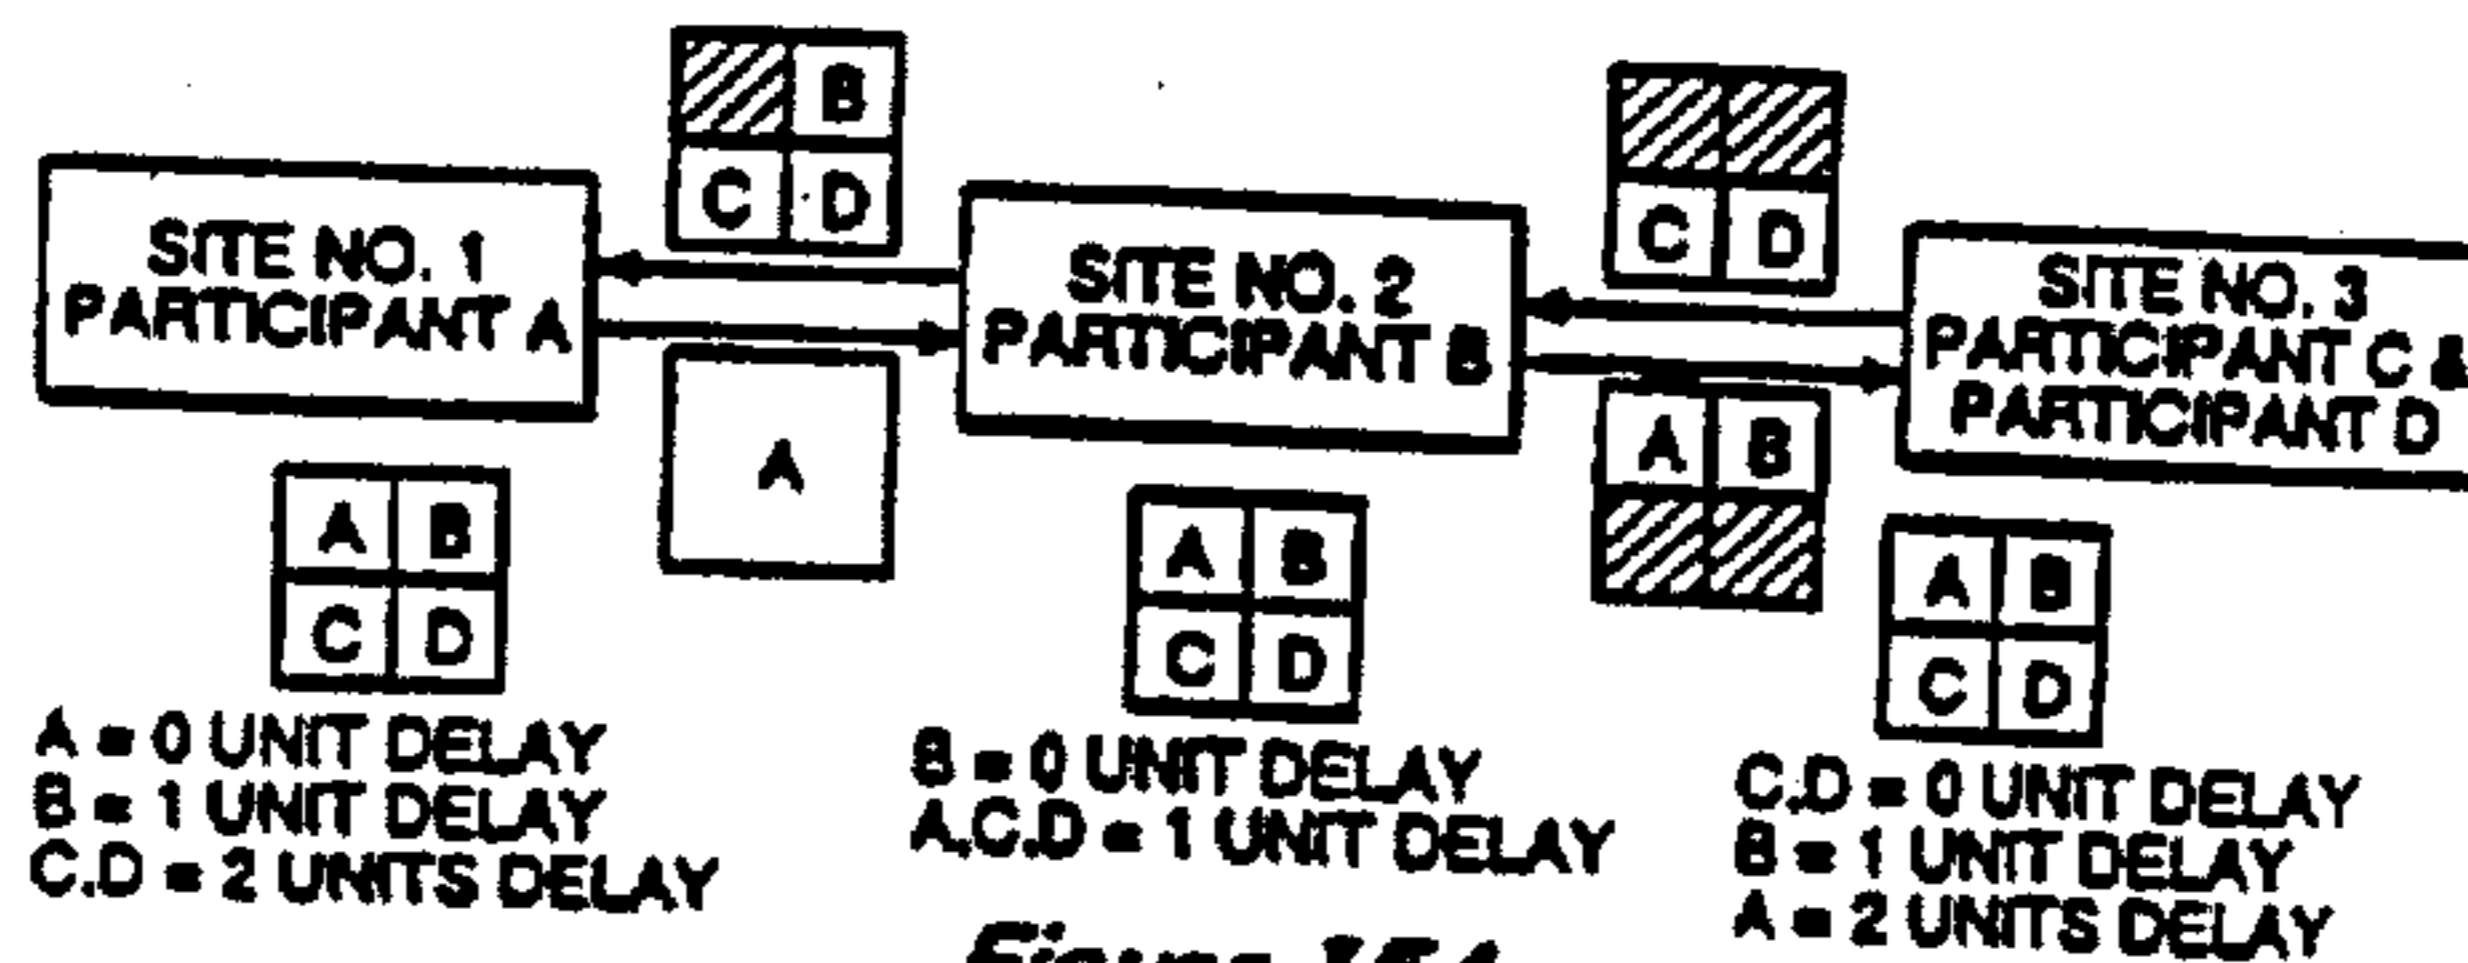 B
C D
C D
SITE NO. 1
PARTICIPANT A
SITE NO. 2
PARTICIPANT B
SITE NO. 3
PARTICIPANT C &
PARTICIPANT D
A
A B
A B
C D
A B
C D
A B
C D
A = 0 UNIT DELAY
B = 1 UNIT DELAY
C.D = 2 UNITS DELAY
B = 0 UNIT DELAY
A.C.D = 1 UNIT DELAY
C.D = 0 UNIT DELAY
B = 1 UNIT DELAY
A = 2 UNITS DELAY
Figure